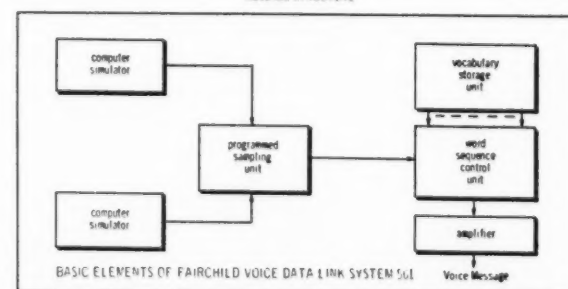 computer
simulator
vocabulary
storage
unit
programmed
sampling
unit
word
sequence
control
unit
computer
simulator
amplifier
BASIC ELEMENTS OF FAIRCHILD VOICE DATA LINK SYSTEM
Voice Message